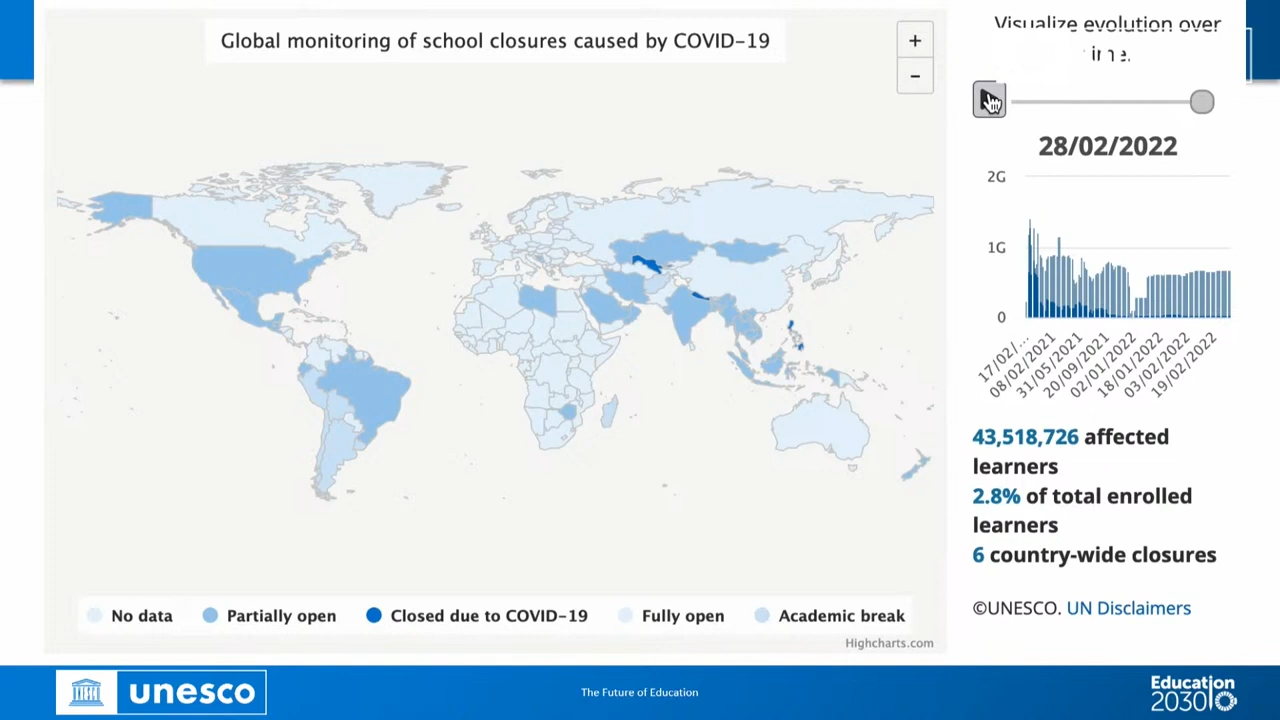 Global monitoring of school closures caused by COVID-19
+
−
Visualize evolution over
28/02/2022
2G
1G
0
17/02/...
08/02/2021
31/05/2021
20/09/2021
02/01/2022
18/01/2022
03/02/2022
19/02/2022
43,518,726 affected
learners
2.8% of total enrolled
learners
6 country-wide closures
©UNESCO. UN Disclaimers
No data
Partially open
Closed due to COVID-19
Fully open
Academic break
Highcharts.com
unesco
The Future of Education
Education
2030